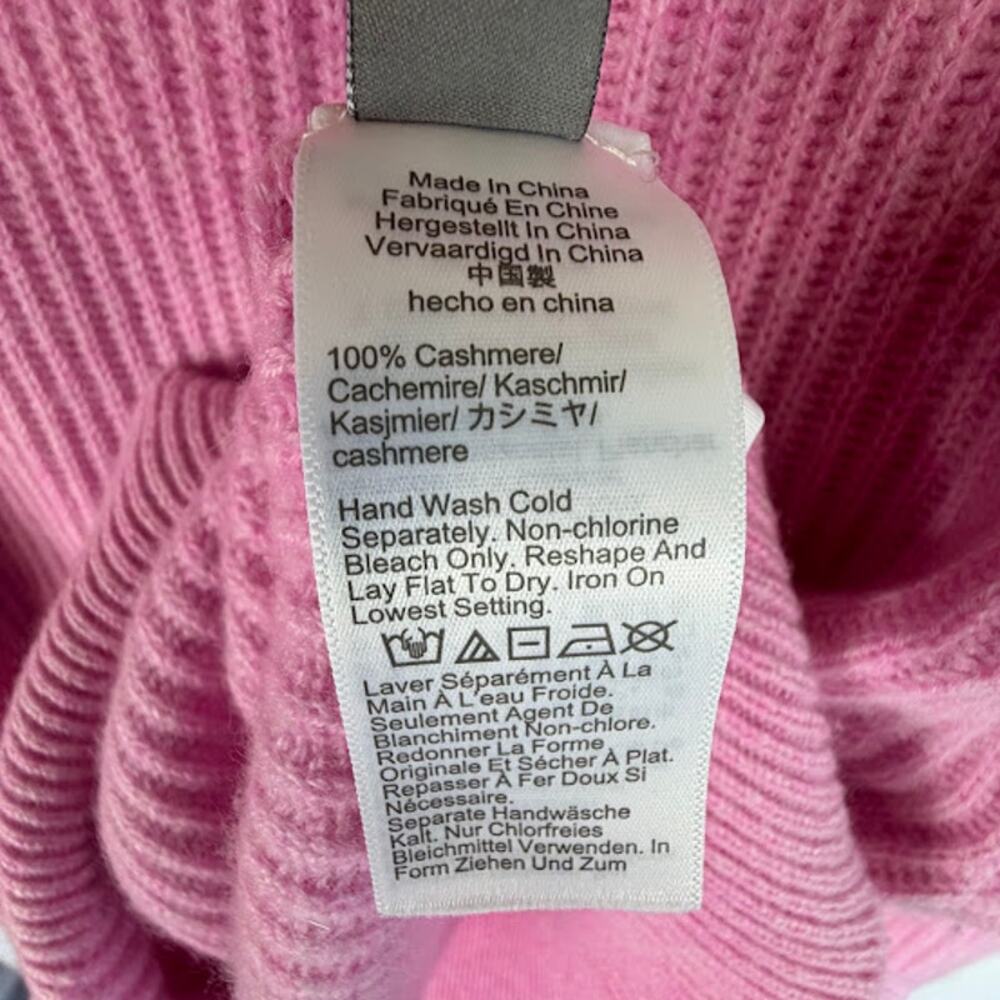 Made In China
Fabriqué En Chine
Hergestellt In China
Vervaardigd In China
中国製
hecho en china
100% Cashmere/
Cachemire/ Kaschmir/
Kasjmier/ カシミヤ/
cashmere
Hand Wash Cold
Separately. Non-chlorine
Bleach Only. Reshape And
Lay Flat To Dry. Iron On
Lowest Setting.
Laver Séparément À La
Main À L'eau Froide.
Seulement Agent De
Blanchiment Non-chlore.
Redonner La Forme
Originale Et Sécher À Plat.
Repasser À Fer Doux Si
Nécessaire.
Separate Handwäsche
Kalt. Nur Chlorfreies
Bleichmittel Verwenden. In
Form Ziehen Und Zum